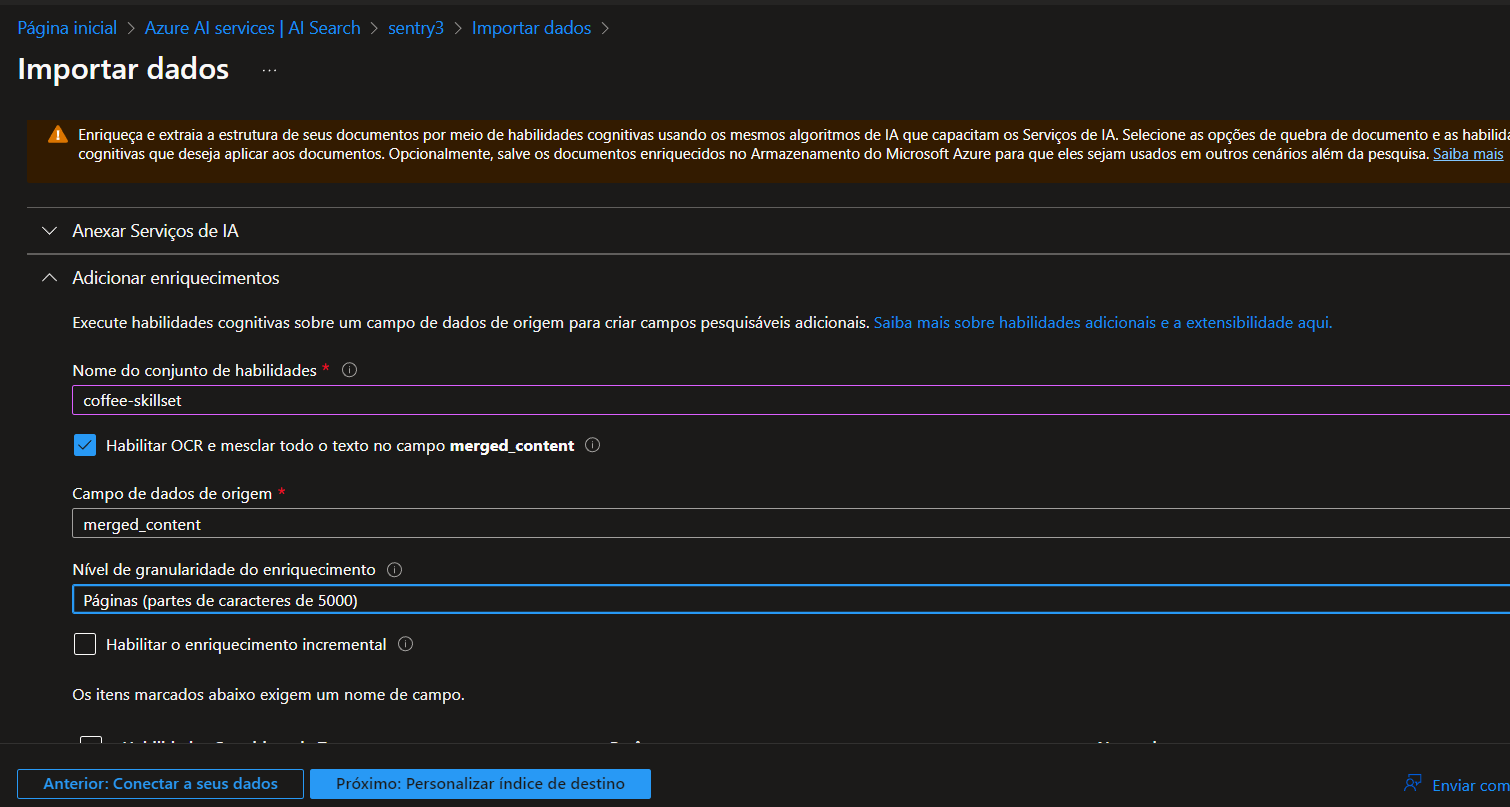 Página inicial > Azure AI services | AI Search > sentry3 > Importar dados >
Importar dados ...
Enriqueça e extraia a estrutura de seus documentos por meio de habilidades cognitivas usando os mesmos algoritmos de IA que capacitam os Serviços de IA. Selecione as opções de quebra de documento e as
cognitivas que deseja aplicar aos documentos. Opcionalmente, salve os documentos enriquecidos no Armazenamento do Microsoft Azure para que eles sejam usados em outros cenários além da pesquisa. Saiba mais
Anexar Serviços de IA
Adicionar enriquecimentos
Execute habilidades cognitivas sobre um campo de dados de origem para criar campos pesquisáveis adicionais. Saiba mais sobre habilidades adicionais e a extensibilidade aqui.
Nome do conjunto de habilidades *
coffee-skillset
Habilitar OCR e mesclar todo o texto no campo merged_content
Campo de dados de origem *
merged_content
Nível de granularidade do enriquecimento
Páginas (partes de caracteres de 5000)
Habilitar o enriquecimento incremental
Os itens marcados abaixo exigem um nome de campo.
Anterior: Conectar a seus dados
Próximo: Personalizar índice de destino
Enviar